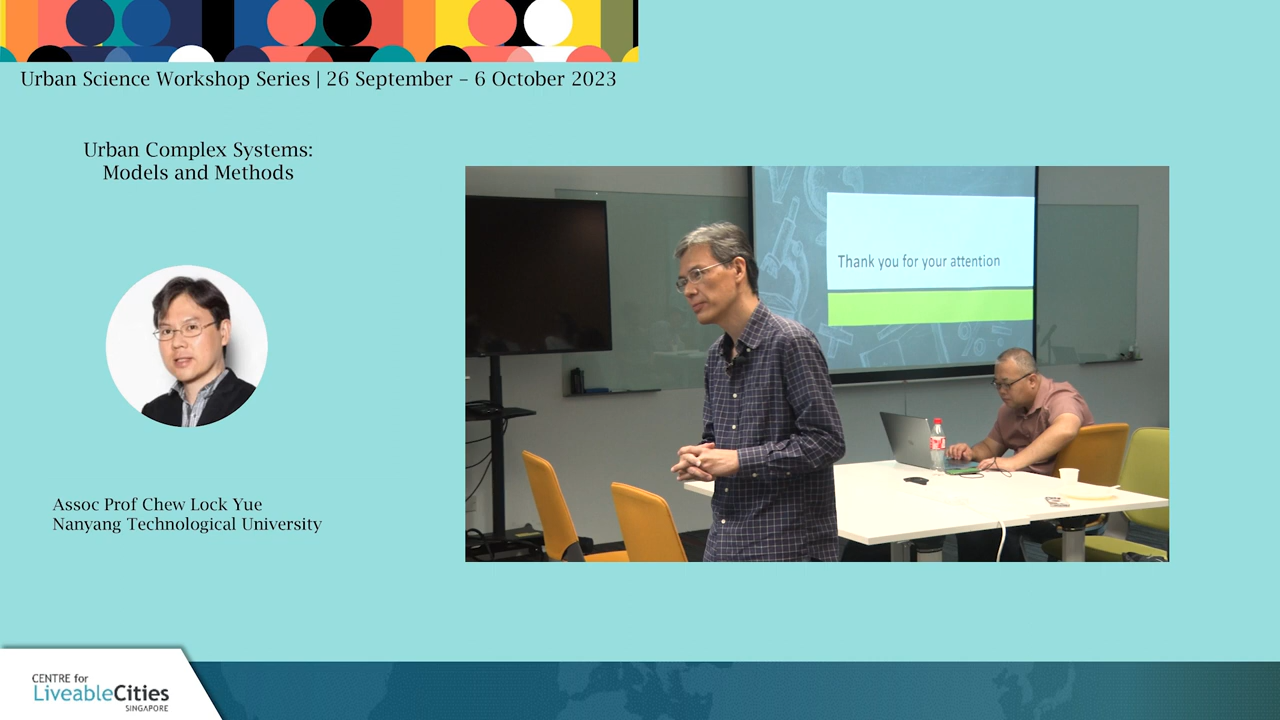 Urban Science Workshop Series | 26 September – 6 October 2023
Urban Complex Systems:
Models and Methods
Thank you for your attention
Assoc Prof Chew Lock Yue
Nanyang Technological University
CENTRE for
LiveableCities
SINGAPORE